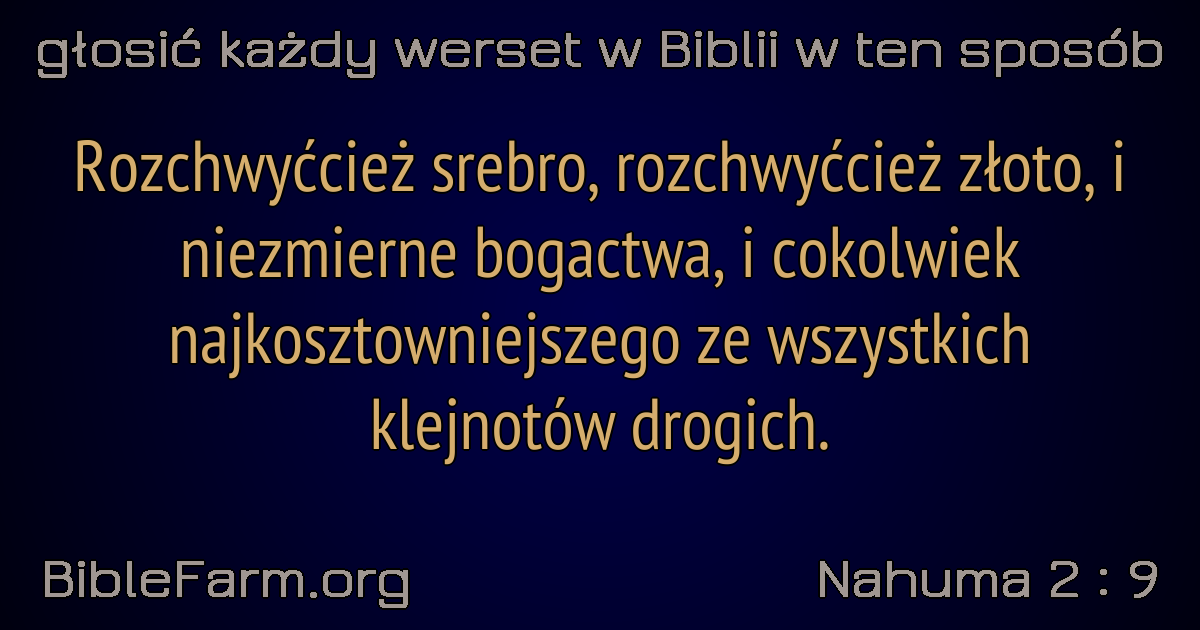 głosić każdy werset w Biblii w ten sposób
Rozchwyćcież srebro, rozchwyćcież złoto, i
niezmierne bogactwa, i cokolwiek
najkosztowniejszego ze wszystkich
klejnotów drogich.
BibleFarm.org
Nahuma 2 : 9